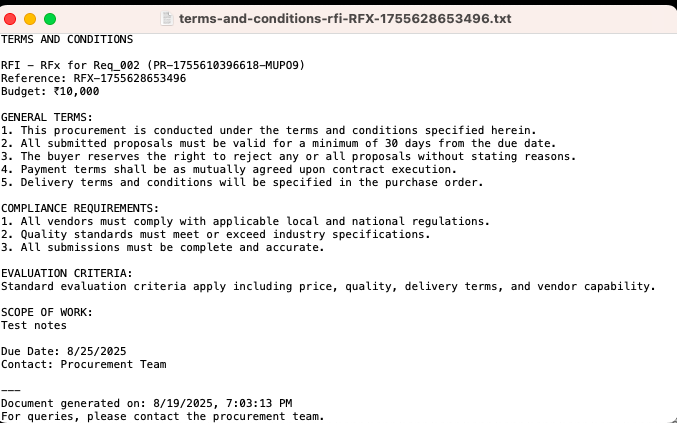 terms-and-conditions-rfi-RFX-1755628653496.txt
TERMS AND CONDITIONS
RFI - RFx for Req_002 (PR-1755610396618-MUPO9)
Reference: RFX-1755628653496
Budget: ₹10,000
GENERAL TERMS:
1. This procurement is conducted under the terms and conditions specified herein.
2. All submitted proposals must be valid for a minimum of 30 days from the due date.
3. The buyer reserves the right to reject any or all proposals without stating reasons.
4. Payment terms shall be as mutually agreed upon contract execution.
5. Delivery terms and conditions will be specified in the purchase order.
COMPLIANCE REQUIREMENTS:
1. All vendors must comply with applicable local and national regulations.
2. Quality standards must meet or exceed industry specifications.
3. All submissions must be complete and accurate.
EVALUATION CRITERIA:
Standard evaluation criteria apply including price, quality, delivery terms, and vendor capability.
SCOPE OF WORK:
Test notes
Due Date: 8/25/2025
Contact: Procurement Team
---
Document generated on: 8/19/2025, 7:03:13 PM
For queries, please contact the procurement team.